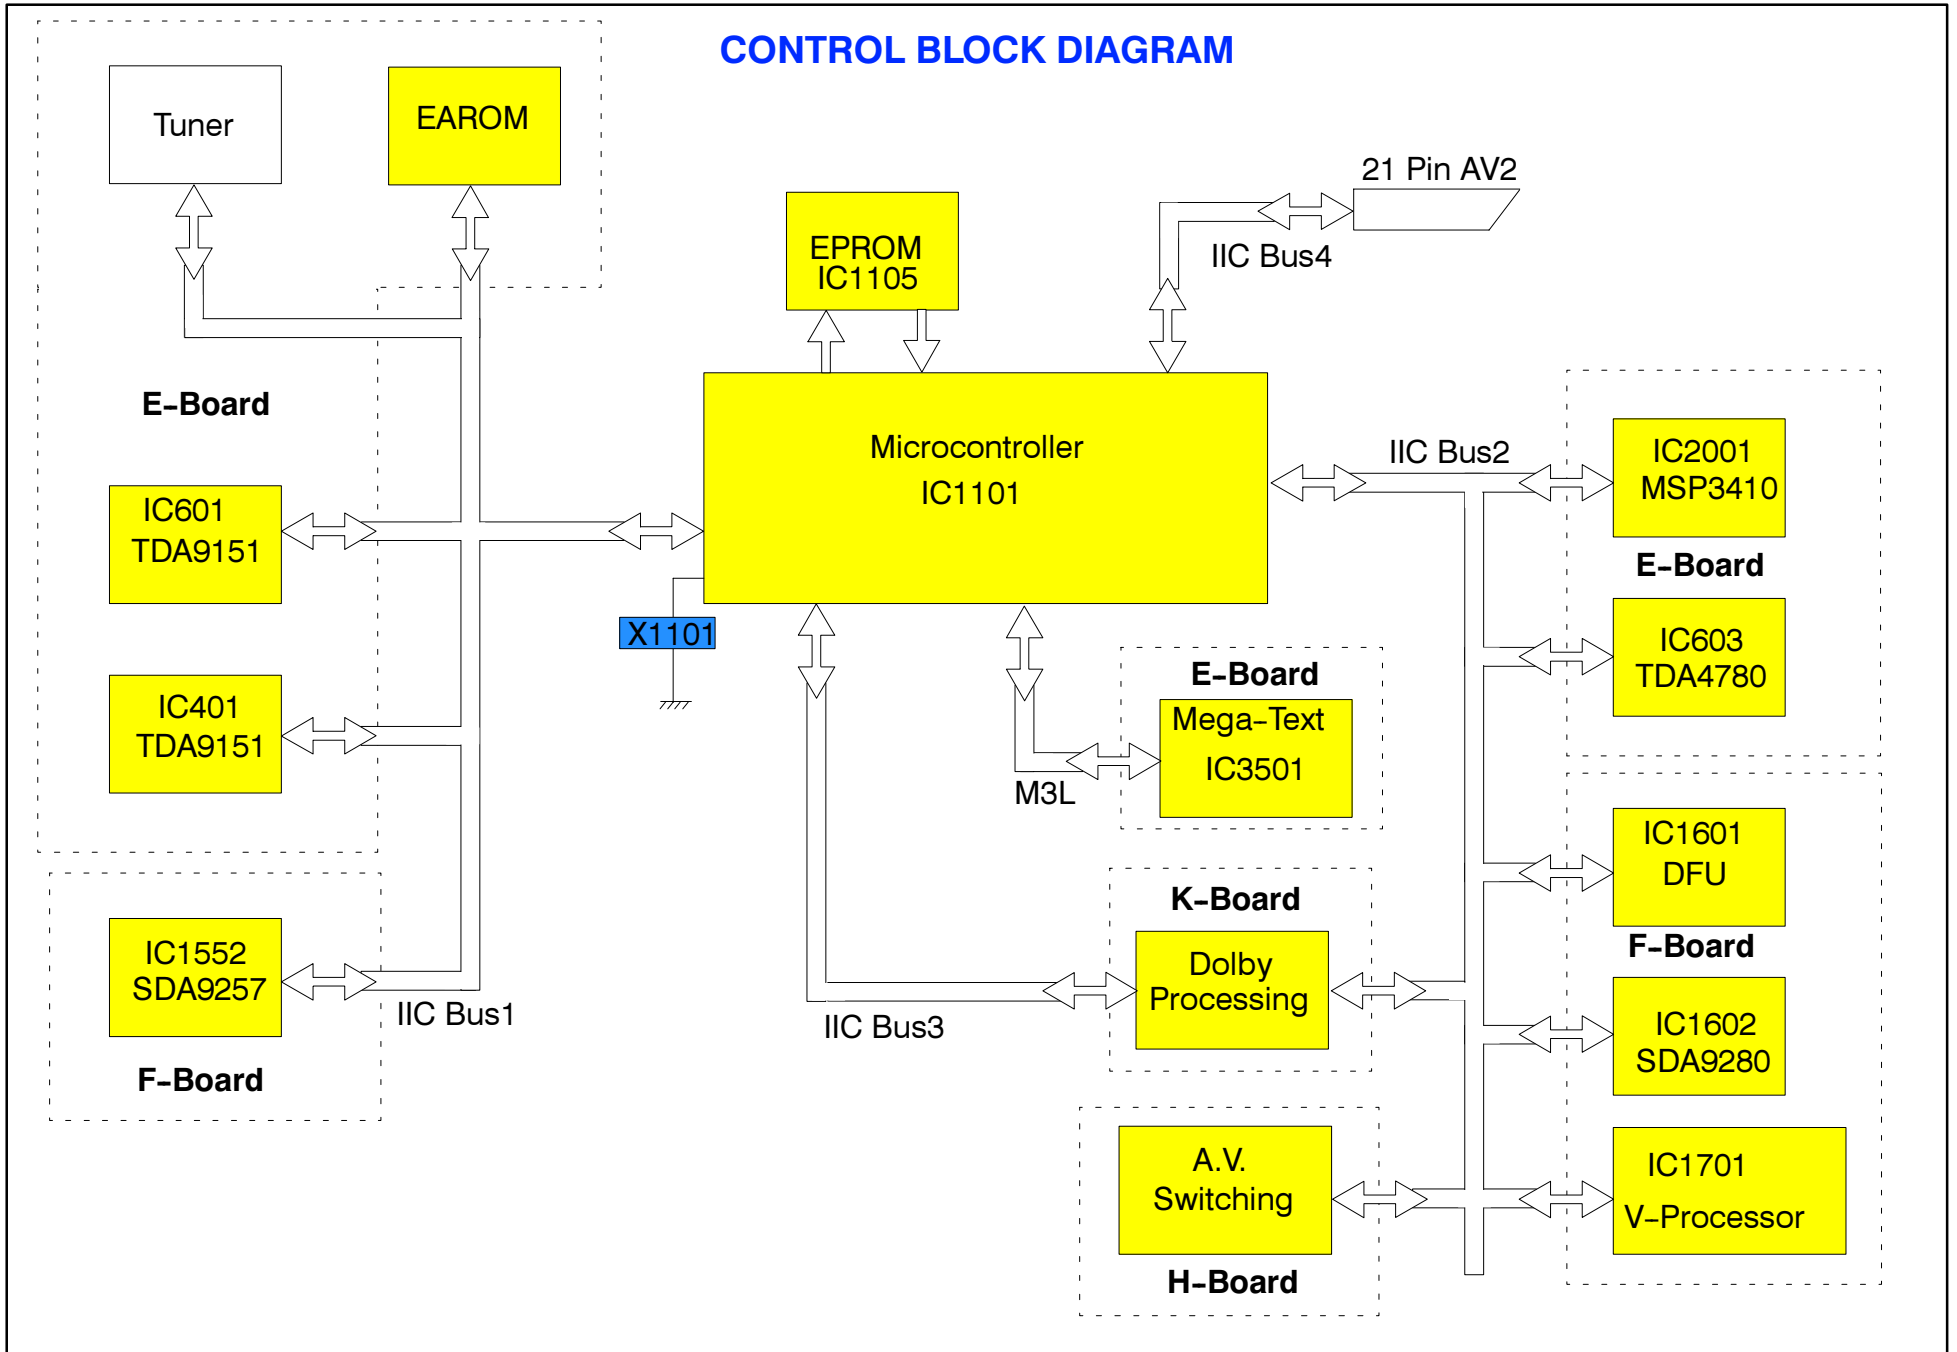 CONTROL BLOCK DIAGRAM
Tuner
EAROM
21 Pin AV2
EPROM
IC1105
IIC Bus4
E-Board
Microcontroller
IC1101
IIC Bus2
IC2001
MSP3410
E-Board
IC601
TDA9151
X1101
IC603
TDA4780
E-Board
Mega-Text
IC3501
M3L
IC401
TDA9151
IC1601
DFU
F-Board
K-Board
Dolby
Processing
IC1552
SDA9257
IIC Bus1
IIC Bus3
IC1602
SDA9280
F-Board
A.V.
Switching
H-Board
IC1701
V-Processor